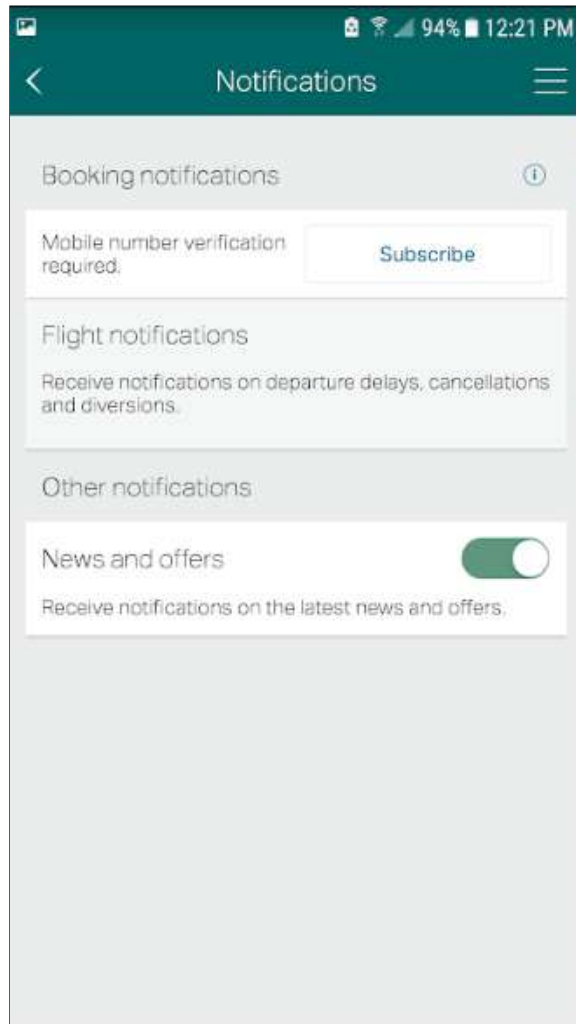 94% 12:21 PM
Notifications
Booking notifications
Mobile number verification
required.
Subscribe
Flight notifications
Receive notifications on departure delays, cancellations
and diversions.
Other notifications
News and offers
Receive notifications on the latest news and offers.